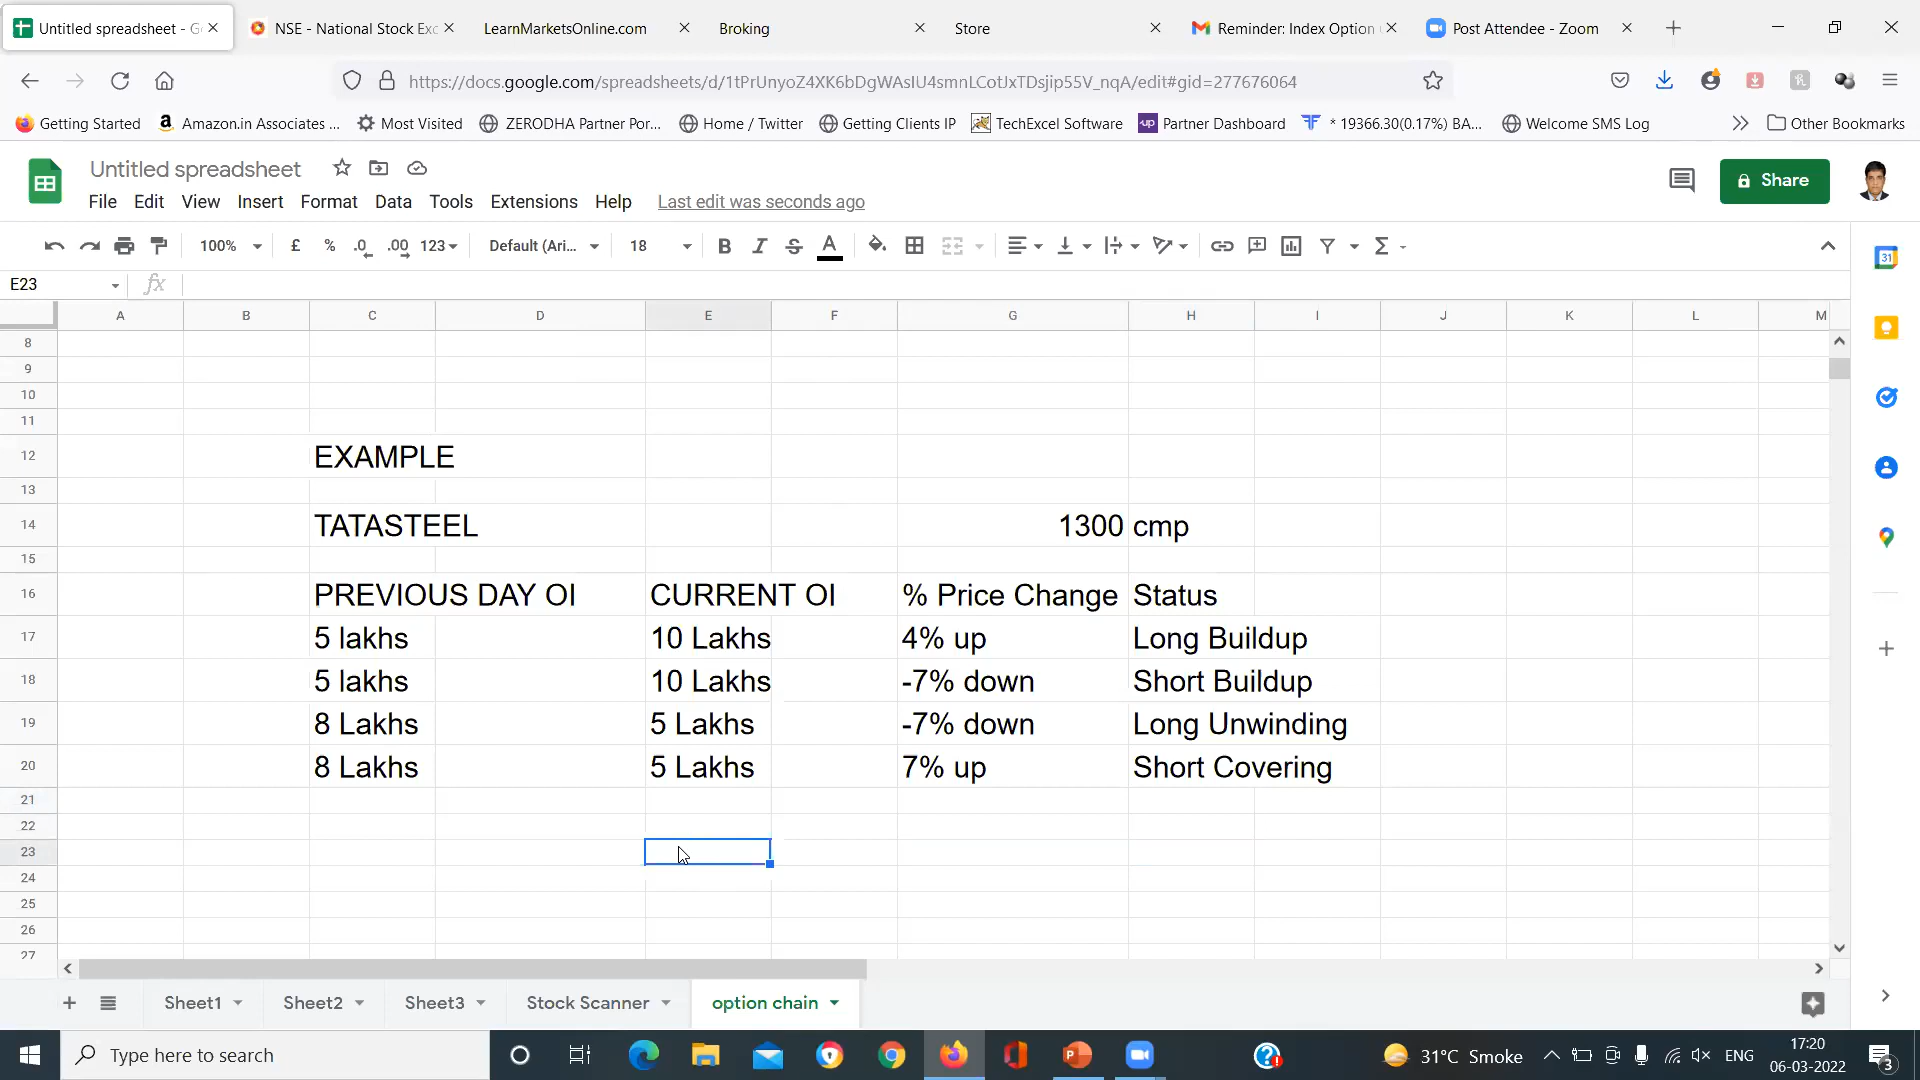 Untitled spreadsheet - G
NSE - National Stock Exc
LearnMarketsOnline.com
Broking
Store
Reminder: Index Option
Post Attendee - Zoom
https://docs.google.com/spreadsheets/d/1tPrUnyoZ4XK6bDgWAsIU4smnLCotJxTDsjip55V_nqA/edit#gid=277676064
Getting Started
Amazon.in Associates ...
Most Visited
ZERODHA Partner Por...
Home / Twitter
Getting Clients IP
TechExcel Software
Partner Dashboard
* 19366.30(0.17%) BA...
Welcome SMS Log
Other Bookmarks
Untitled spreadsheet
Share
File Edit View Insert Format Data Tools Extensions Help Last edit was seconds ago
100% £ % .0 .00 123 Default (Ari... 18 B I S A Σ
E23 fx
31
A B C D E F G H I J K L M
8
9
10
11
12 EXAMPLE
13
14 TATASTEEL 1300 cmp
15
16 PREVIOUS DAY OI CURRENT OI % Price Change Status
17 5 lakhs 10 Lakhs 4% up Long Buildup
18 5 lakhs 10 Lakhs -7% down Short Buildup
19 8 Lakhs 5 Lakhs -7% down Long Unwinding
20 8 Lakhs 5 Lakhs 7% up Short Covering
21
22
23
24
25
26
27
Sheet1 Sheet2 Sheet3 Stock Scanner option chain
Type here to search
31°C Smoke
ENG
17:20
06-03-2022
3